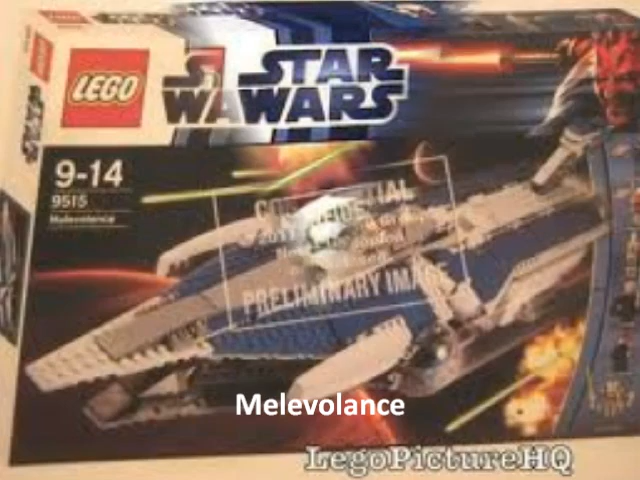 LEGO
STAR
WARS
9-14
9515
Malevolence
CONFIDENTIAL
PRELIMINARY IMAGE
Melevolance
LegoPictureHQ